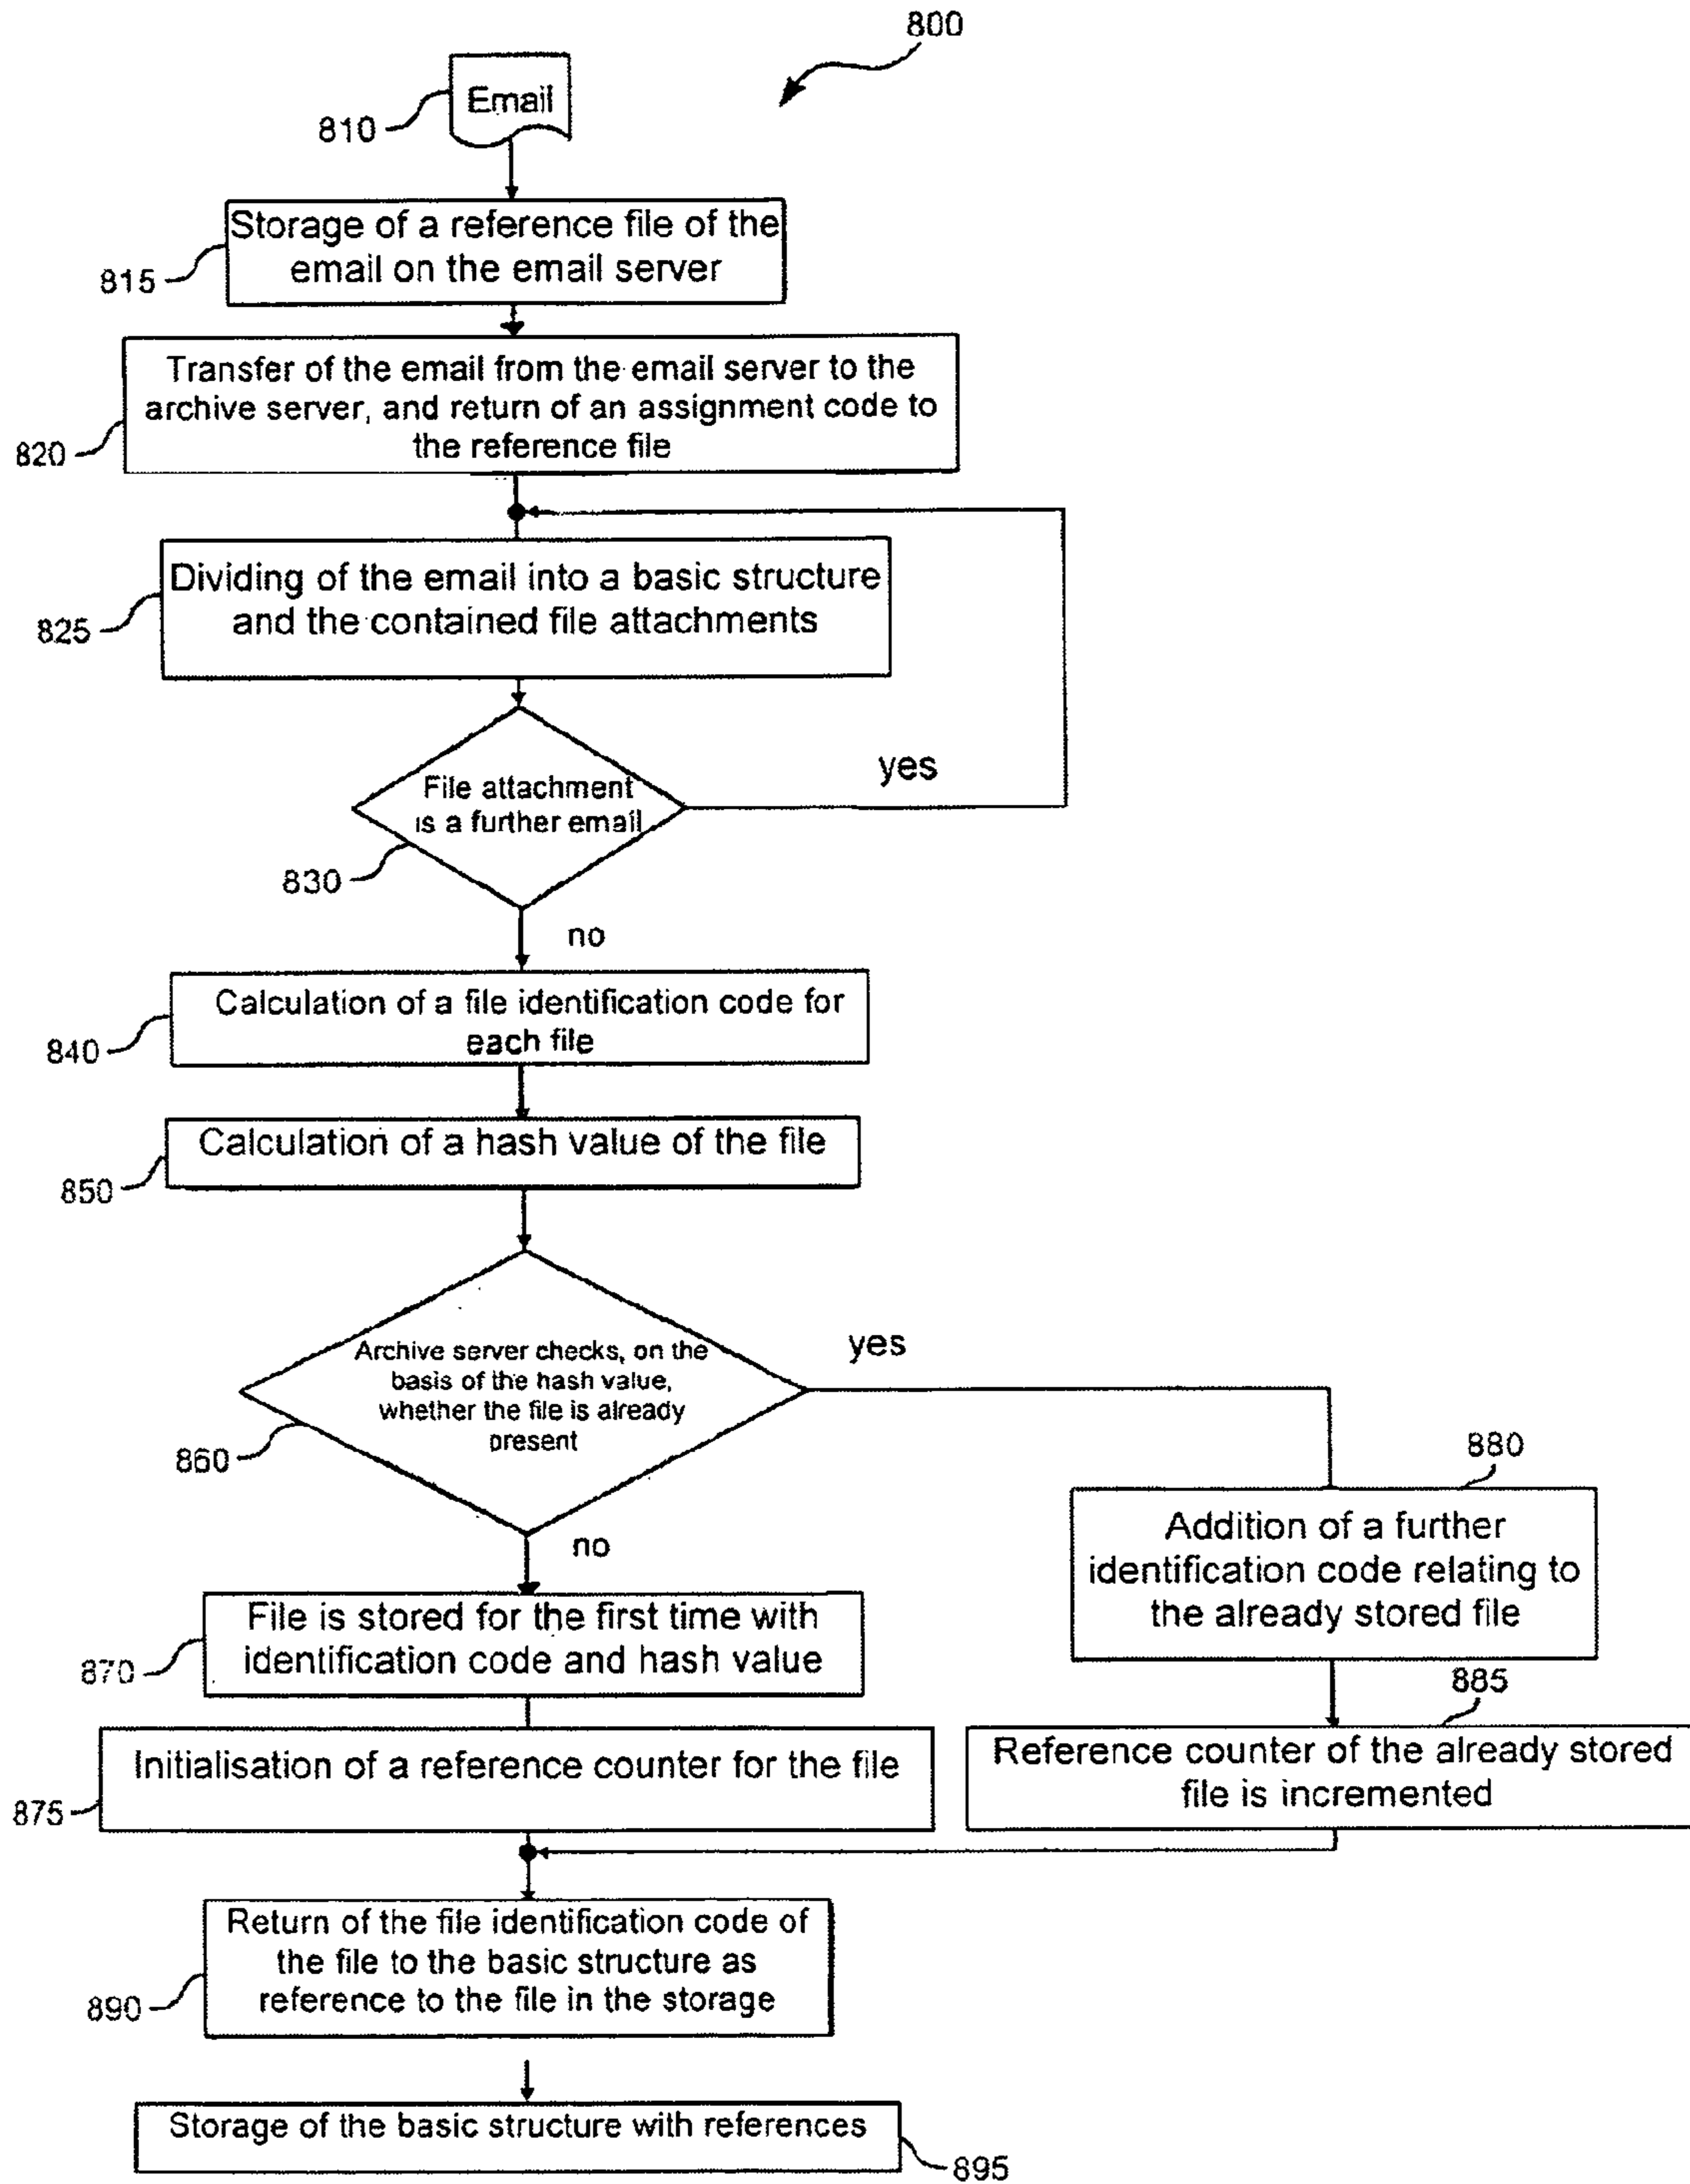 800
Email
810
Storage of a reference file of the
email on the email server
815
Transfer of the email from the email server to the
archive server, and return of an assignment code to
the reference file
820
Dividing of the email into a basic structure
and the contained file attachments
825
yes
File attachment
is a further email
830
no
Calculation of a file identification code for
each file
840
Calculation of a hash value of the file
850
yes
Archive server checks, on the
basis of the hash value,
whether the file is already
present
860
no
880
Addition of a further
identification code relating to
the already stored file
File is stored for the first time with
identification code and hash value
870
885
Initialisation of a reference counter for the file
875
Reference counter of the already stored
file is incremented
Return of the file identification code of
the file to the basic structure as
reference to the file in the storage
890
Storage of the basic structure with references
895